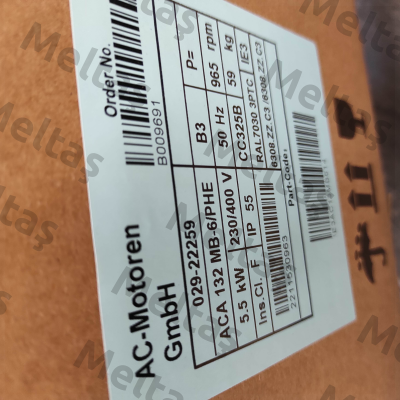 AC-Motoren
GmbH
Order No.
B009691
029-22259 B3 P=
ACA 132 MB-6/PHE 50 Hz 965 rpm
5.5 kW 230/400 V CC325B 59 kg
Ins.Cl. F IP 55 RAL7030 3PTC IE3
6308 ZZ C3 /6308 ZZ C3
2211530963
Part-Code:
Meltaş